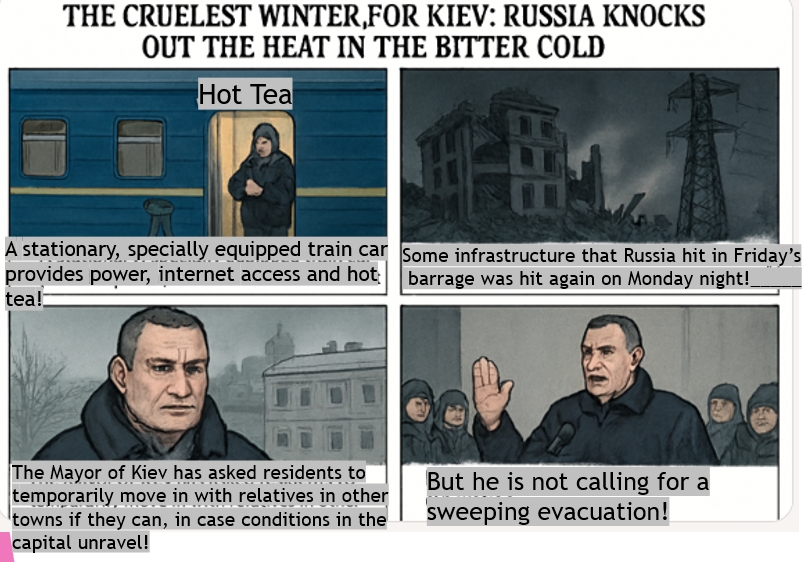 THE CRUELEST WINTER,FOR KIEV: RUSSIA KNOCKS
OUT THE HEAT IN THE BITTER COLD
Hot Tea
A stationary, specially equipped train car
provides power, internet access and hot
tea!
Some infrastructure that Russia hit in Friday’s
barrage was hit again on Monday night!_____
The Mayor of Kiev has asked residents to
temporarily move in with relatives in other
towns if they can, in case conditions in the
capital unravel!
But he is not calling for a
sweeping evacuation!